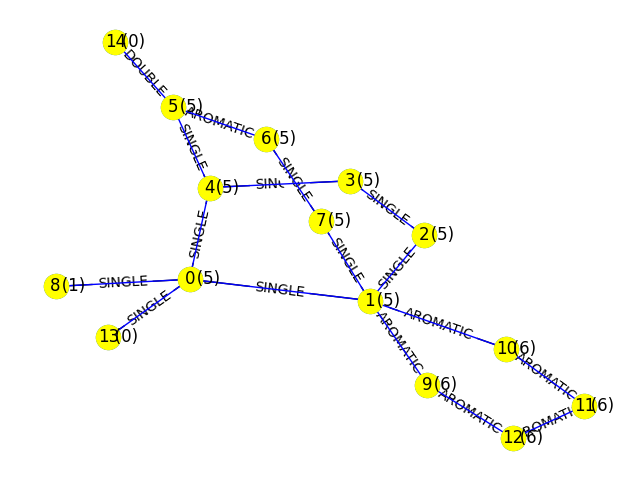 14(0)
DOUBLE
5(5)
AROMATIC
6(5)
SINGLE
SINGLE
3(5)
4(5)
SINGLE
7(5)
SINGLE
2(5)
SINGLE
SINGLE
SINGLE
0(5)
8(1)
SINGLE
SINGLE
1(5)
SINGLE
13(0)
AROMATIC
10(6)
AROMATIC
AROMATIC
9(6)
AROMATIC
11(6)
AROMATIC
12(6)